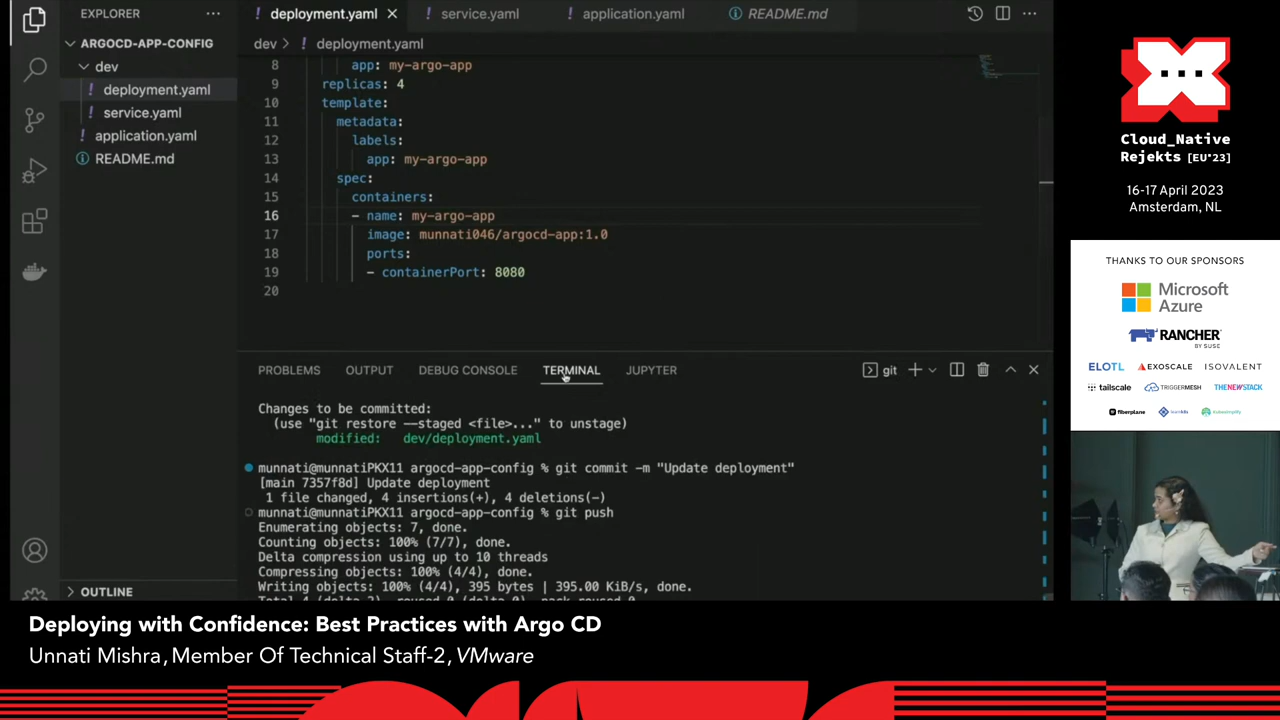 EXPLORER
ARGOCD-APP-CONFIG
dev
! deployment.yaml
! service.yaml
! application.yaml
README.md
OUTLINE
! deployment.yaml
! service.yaml
! application.yaml
README.md
dev > ! deployment.yaml
8 app: my-argo-app
9 replicas: 4
10 template:
11 metadata:
12 labels:
13 app: my-argo-app
14 spec:
15 containers:
16 - name: my-argo-app
17 image: munnati046/argocd-app:1.0
18 ports:
19 - containerPort: 8080
20
PROBLEMS OUTPUT DEBUG CONSOLE TERMINAL JUPYTER git
Changes to be committed:
(use "git restore --staged <file>..." to unstage)
modified: dev/deployment.yaml
munnati@munnatiPKX11 argocd-app-config % git commit -m "Update deployment"
[main 7357f8d] Update deployment
1 file changed, 4 insertions(+), 4 deletions(-)
munnati@munnatiPKX11 argocd-app-config % git push
Enumerating objects: 7, done.
Counting objects: 100% (7/7), done.
Delta compression using up to 10 threads
Compressing objects: 100% (4/4), done.
Writing objects: 100% (4/4), 395 bytes | 395.00 KiB/s, done.
Cloud_Native
Rejekts [EU'23]
16-17 April 2023
Amsterdam, NL
THANKS TO OUR SPONSORS
Microsoft
Azure
RANCHER
BY SUSE
ELOTL EXOSCALE ISOVALENT
tailscale TRIGGERMESH THENEWSTACK
fiberplane
Deploying with Confidence: Best Practices with Argo CD
Unnati Mishra, Member Of Technical Staff-2, VMware